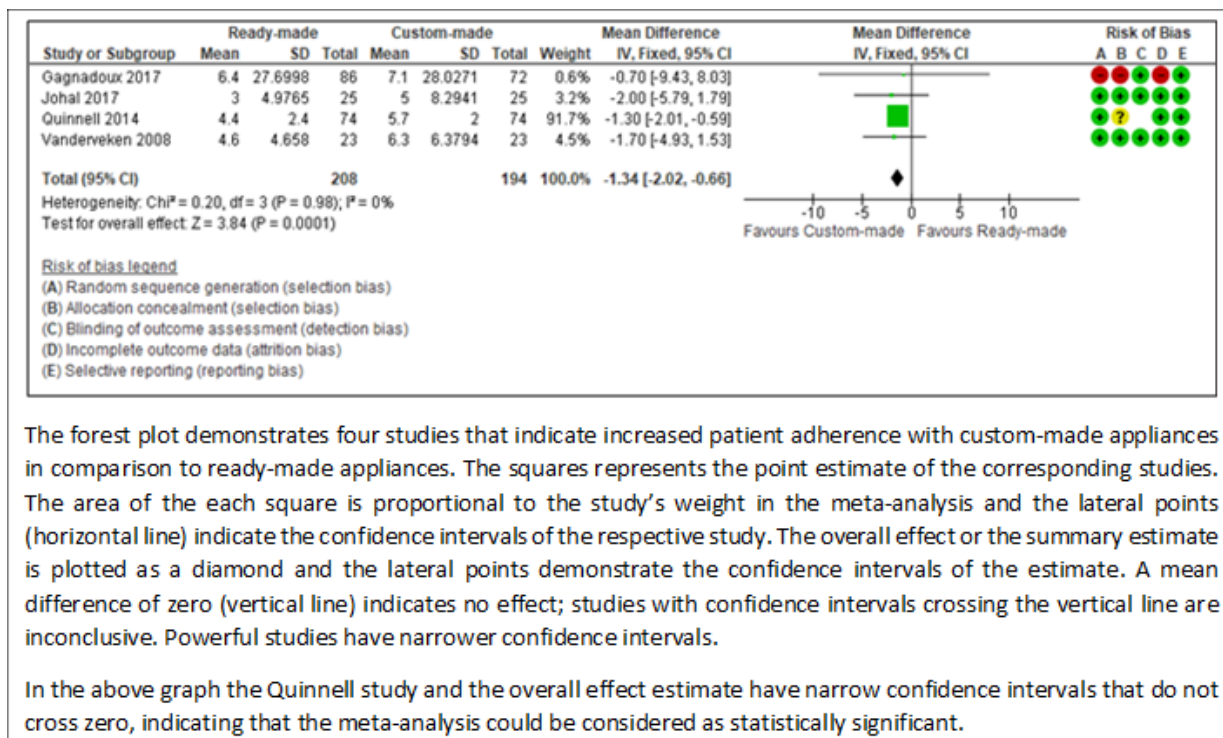 Ready-made Custom-made Mean Difference Mean Difference Risk of Bias
Study or Subgroup Mean SD Total Mean SD Total Weight IV, Fixed, 95% CI IV, Fixed, 95% CI A B C D E
Gagnadoux 2017 6.4 27.6998 86 7.1 28.0271 72 0.6% -0.70 [-9.43, 8.03]
Johal 2017 3 4.9765 25 5 8.2941 25 3.2% -2.00 [-5.79, 1.79]
Quinnell 2014 4.4 2.4 74 5.7 2 74 91.7% -1.30 [-2.01, -0.59] ?
Vanderveken 2008 4.6 4.658 23 6.3 6.3794 23 4.5% -1.70 [-4.93, 1.53]
Total (95% CI) 208 194 100.0% -1.34 [-2.02, -0.66]
Heterogeneity: Chi² = 0.20, df = 3 (P = 0.98); I² = 0%
Test for overall effect: Z = 3.84 (P = 0.0001)
-10 -5 0 5 10
Favours Custom-made Favours Ready-made
Risk of bias legend
(A) Random sequence generation (selection bias)
(B) Allocation concealment (selection bias)
(C) Blinding of outcome assessment (detection bias)
(D) Incomplete outcome data (attrition bias)
(E) Selective reporting (reporting bias)
The forest plot demonstrates four studies that indicate increased patient adherence with custom-made appliances
in comparison to ready-made appliances. The squares represents the point estimate of the corresponding studies.
The area of the each square is proportional to the study's weight in the meta-analysis and the lateral points
(horizontal line) indicate the confidence intervals of the respective study. The overall effect or the summary estimate
is plotted as a diamond and the lateral points demonstrate the confidence intervals of the estimate. A mean
difference of zero (vertical line) indicates no effect; studies with confidence intervals crossing the vertical line are
inconclusive. Powerful studies have narrower confidence intervals.
In the above graph the Quinnell study and the overall effect estimate have narrow confidence intervals that do not
cross zero, indicating that the meta-analysis could be considered as statistically significant.